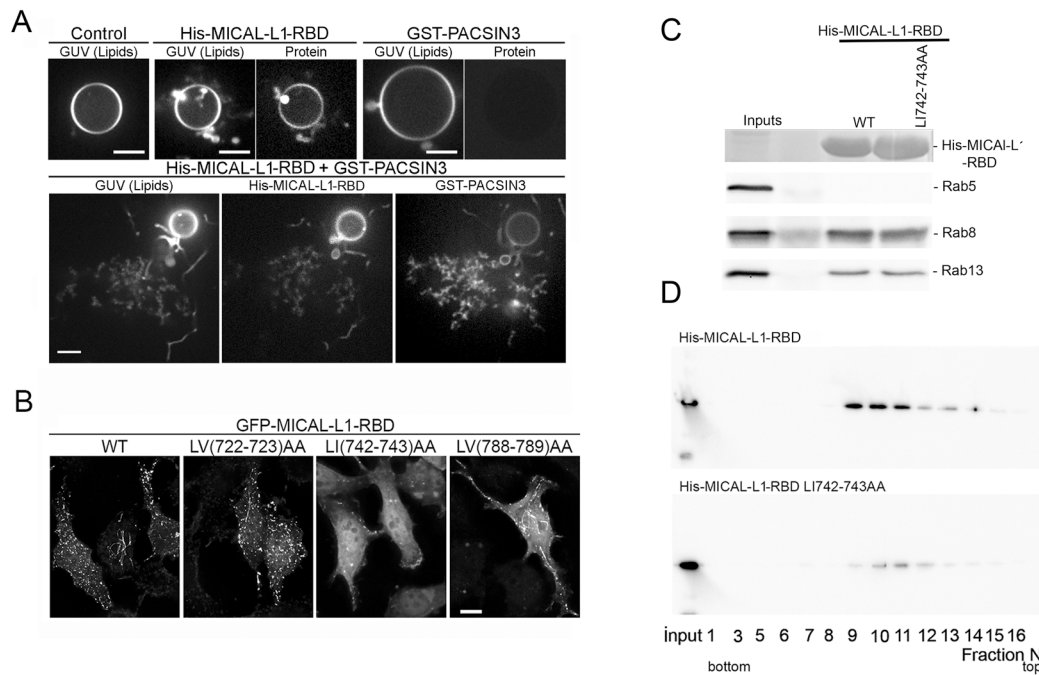 A
Control
His-MICAL-L1-RBD
GST-PACSIN3
GUV (Lipids)
GUV (Lipids)
Protein
GUV (Lipids)
Protein
His-MICAL-L1-RBD + GST-PACSIN3
GUV (Lipids)
His-MICAL-L1-RBD
GST-PACSIN3
B
GFP-MICAL-L1-RBD
WT
LV(722-723)AA
LI(742-743)AA
LV(788-789)AA
C
His-MICAL-L1-RBD
Inputs
WT
LI742-743AA
- His-MICAl-L
-RBD
- Rab5
- Rab8
- Rab13
D
His-MICAL-L1-RBD
His-MICAL-L1-RBD LI742-743AA
input 1 3 5 6 7 8 9 10 11 12 13 14 15 16
Fraction N
bottom
top